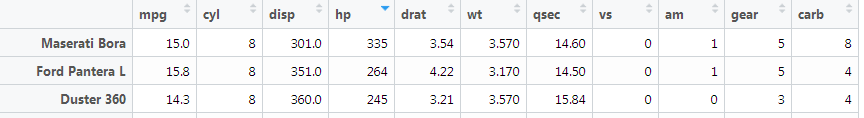 mpg cyl disp hp drat wt qsec vs am gear carb
Maserati Bora 15.0 8 301.0 335 3.54 3.570 14.60 0 1 5 8
Ford Pantera L 15.8 8 351.0 264 4.22 3.170 14.50 0 1 5 4
Duster 360 14.3 8 360.0 245 3.21 3.570 15.84 0 0 3 4